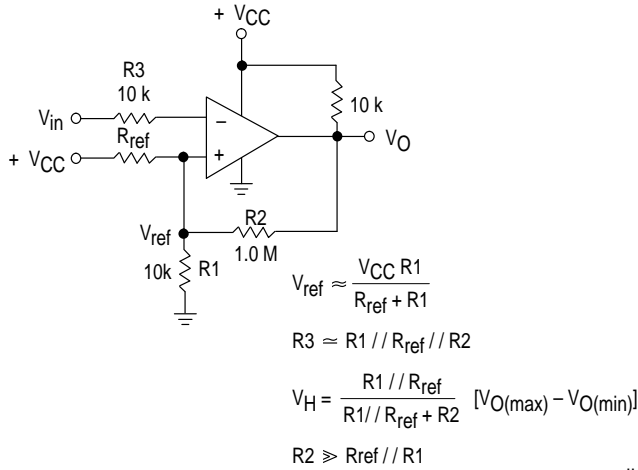 + VCC
R3
10 k
10 k
Vin
–
Rref
VO
+ VCC
+
R2
Vref
1.0 M
10k
R1
Vref ≈ VCC R1 / Rref + R1
R3 ≃ R1 // Rref // R2
VH = R1 // Rref / R1// Rref + R2 [VO(max) – VO(min)]
R2 ≫ Rref // R1